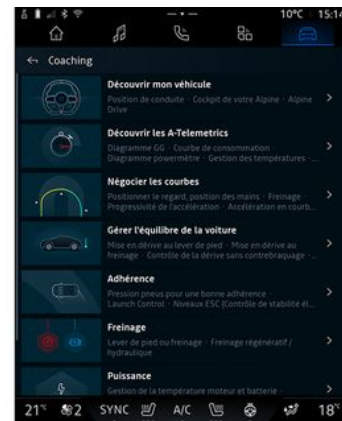 10°C 15:14
Coaching
Découvrir mon véhicule
Position de conduite · Cockpit de votre Alpine · Alpine
Drive
Découvrir les A-Telemetrics
Diagramme GG · Courbe de consommation ·
Diagramme powermètre · Gestion des températures · ...
Négocier les courbes
Positionner le regard, position des mains · Freinage ·
Progressivité de l'accélération · Accélération en courb...
Gérer l'équilibre de la voiture
Mise en dérive au lever de pied · Mise en dérive au
freinage · Contrôle de la dérive sans contrebraquage · ...
Adhérence
Pression pneus pour une bonne adhérence ·
Launch Control · Niveaux ESC (Contrôle de stabilité él...
Freinage
Lever de pied ou freinage · Freinage régénératif /
hydraulique
Puissance
Gestion de la température moteur et batterie ·
21°c 2 SYNC A/C 18°c